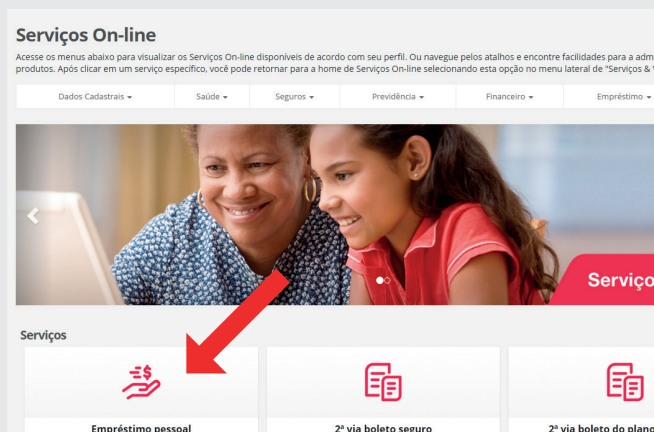 Serviços On-line
Acesse os menus abaixo para visualizar os Serviços On-line disponíveis de acordo com seu perfil. Ou navegue pelos atalhos e encontre facilidades para a adm
produtos. Após clicar em um serviço específico, você pode retornar para a home de Serviços On-line selecionando esta opção no menu lateral de "Serviços &
Dados Cadastrais Saúde Seguros Previdência Financeiro Empréstimo
Serviço
Serviços
Empréstimo pessoal 2ª via boleto seguro 2ª via boleto do plano